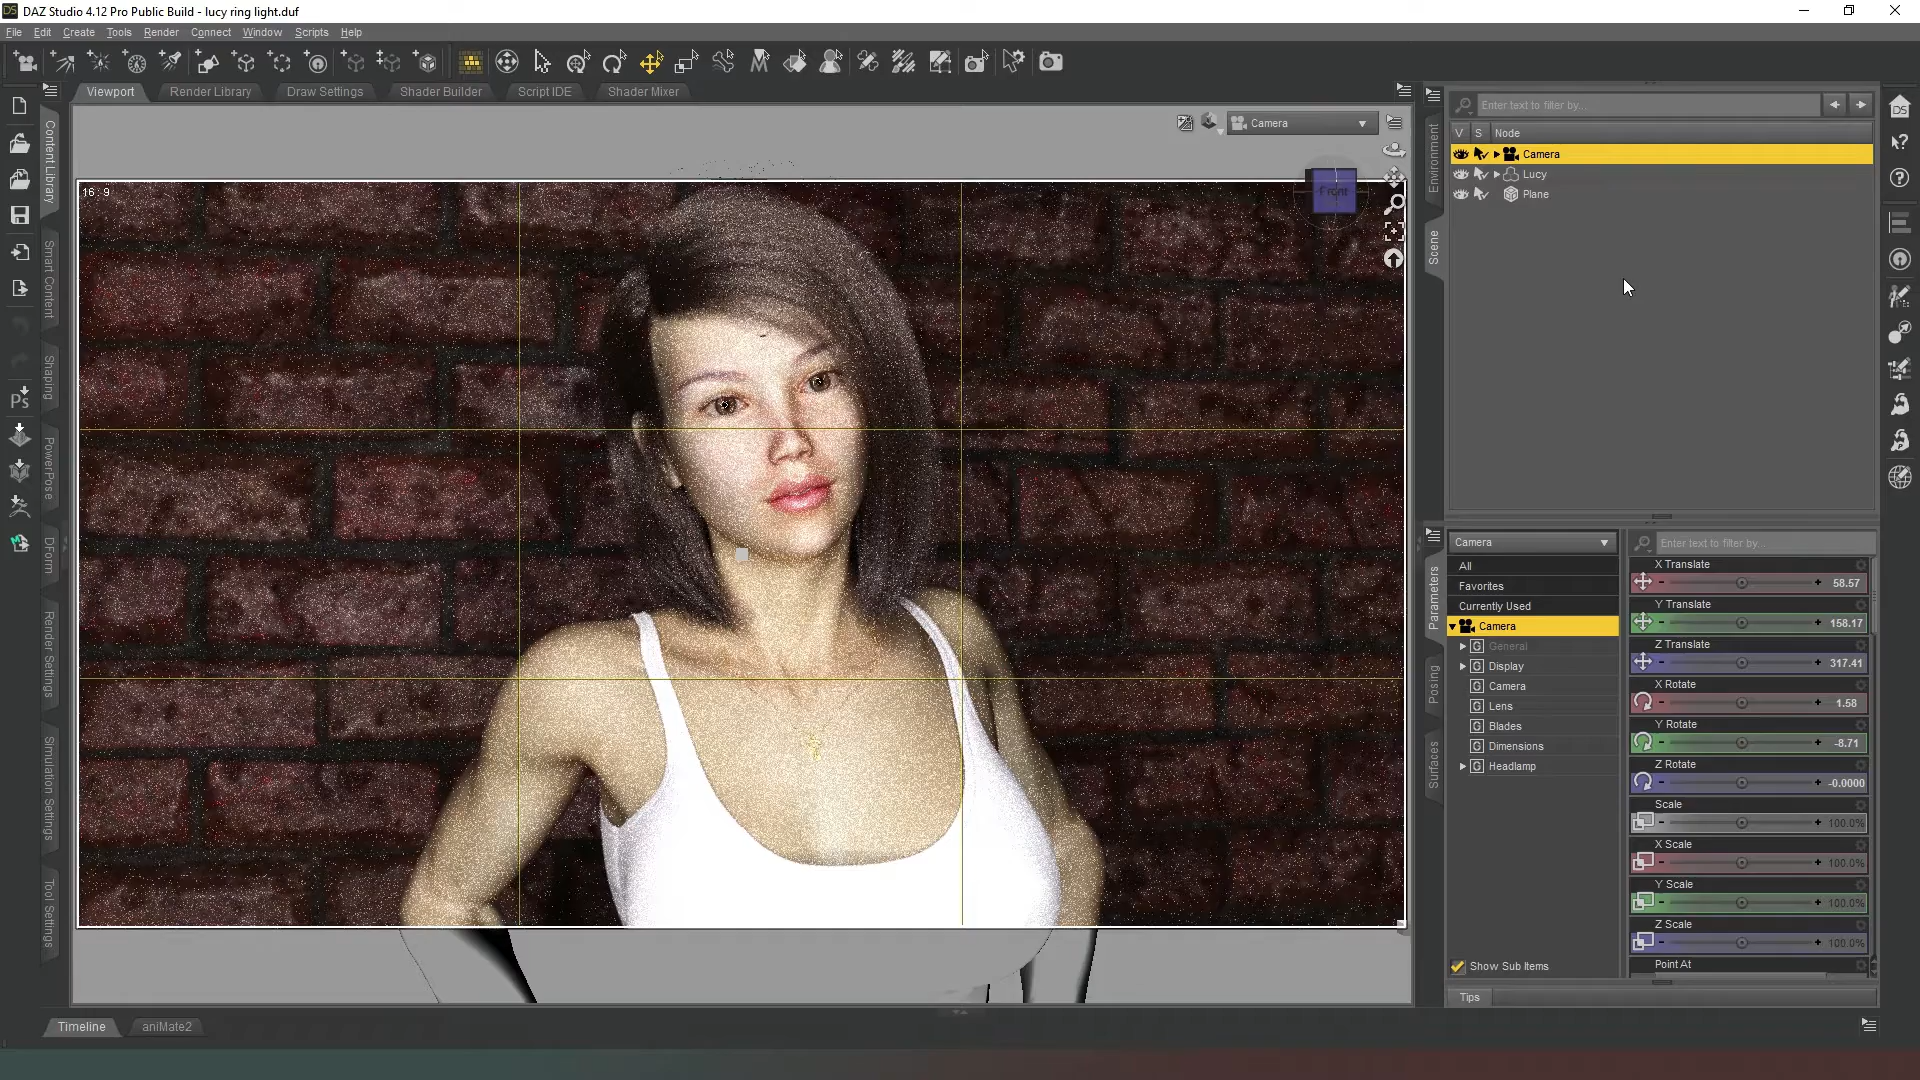 DAZ Studio 4.12 Pro Public Build - lucy ring light.duf
File Edit Create Tools Render Connect Window Scripts Help
Viewport Render Library Draw Settings Shader Builder Script IDE Shader Mixer
Camera
16 : 9
Front
Content Library
Smart Content
Shaping
PowerPose
DForm
Render Settings
Simulation Settings
Tool Settings
Ps
Environment
Scene
Enter text to filter by...
V S Node
Camera
Lucy
Plane
DS
Parameters
Posing
Surfaces
Camera
All
Favorites
Currently Used
Camera
General
Display
Camera
Lens
Blades
Dimensions
Headlamp
Show Sub Items
Enter text to filter by...
X Translate
58.57
Y Translate
158.17
Z Translate
317.41
X Rotate
1.58
Y Rotate
-8.71
Z Rotate
-0.0000
Scale
100.0%
X Scale
100.0%
Y Scale
100.0%
Z Scale
100.0%
Point At
Tips
Timeline aniMate2